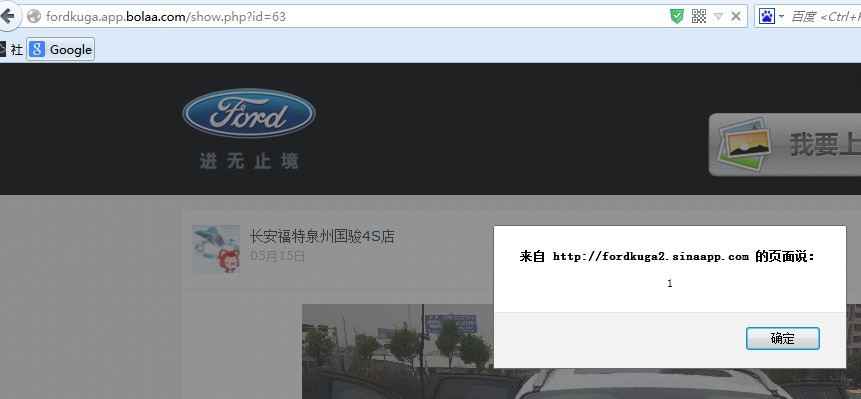 fordkuga.app.bolaa.com/show.php?id=63
百度 <Ctrl+
社 Google
Ford
进无止境
我要上
长安福特泉州国骏4S店
05月15日
来自 http://fordkuga2.sinaapp.com 的页面说:
1
确定